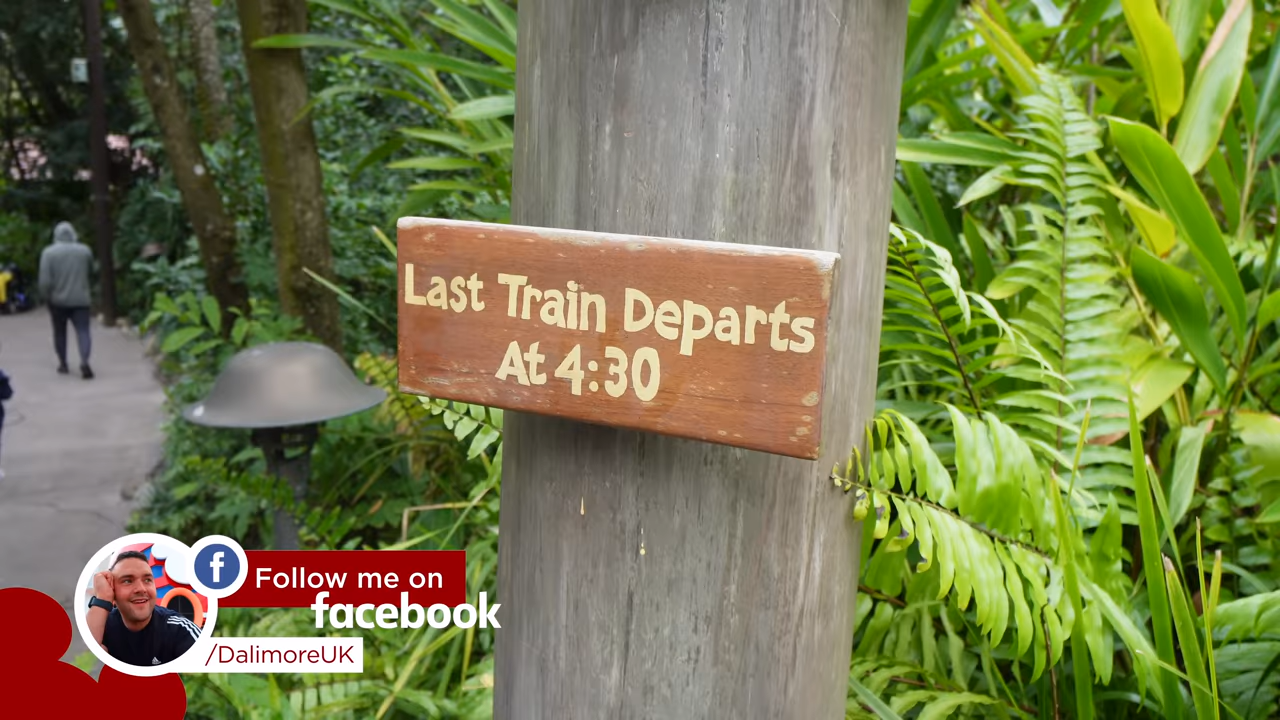 Last Train Departs
At 4:30
f
Follow me on
facebook
/DalimoreUK